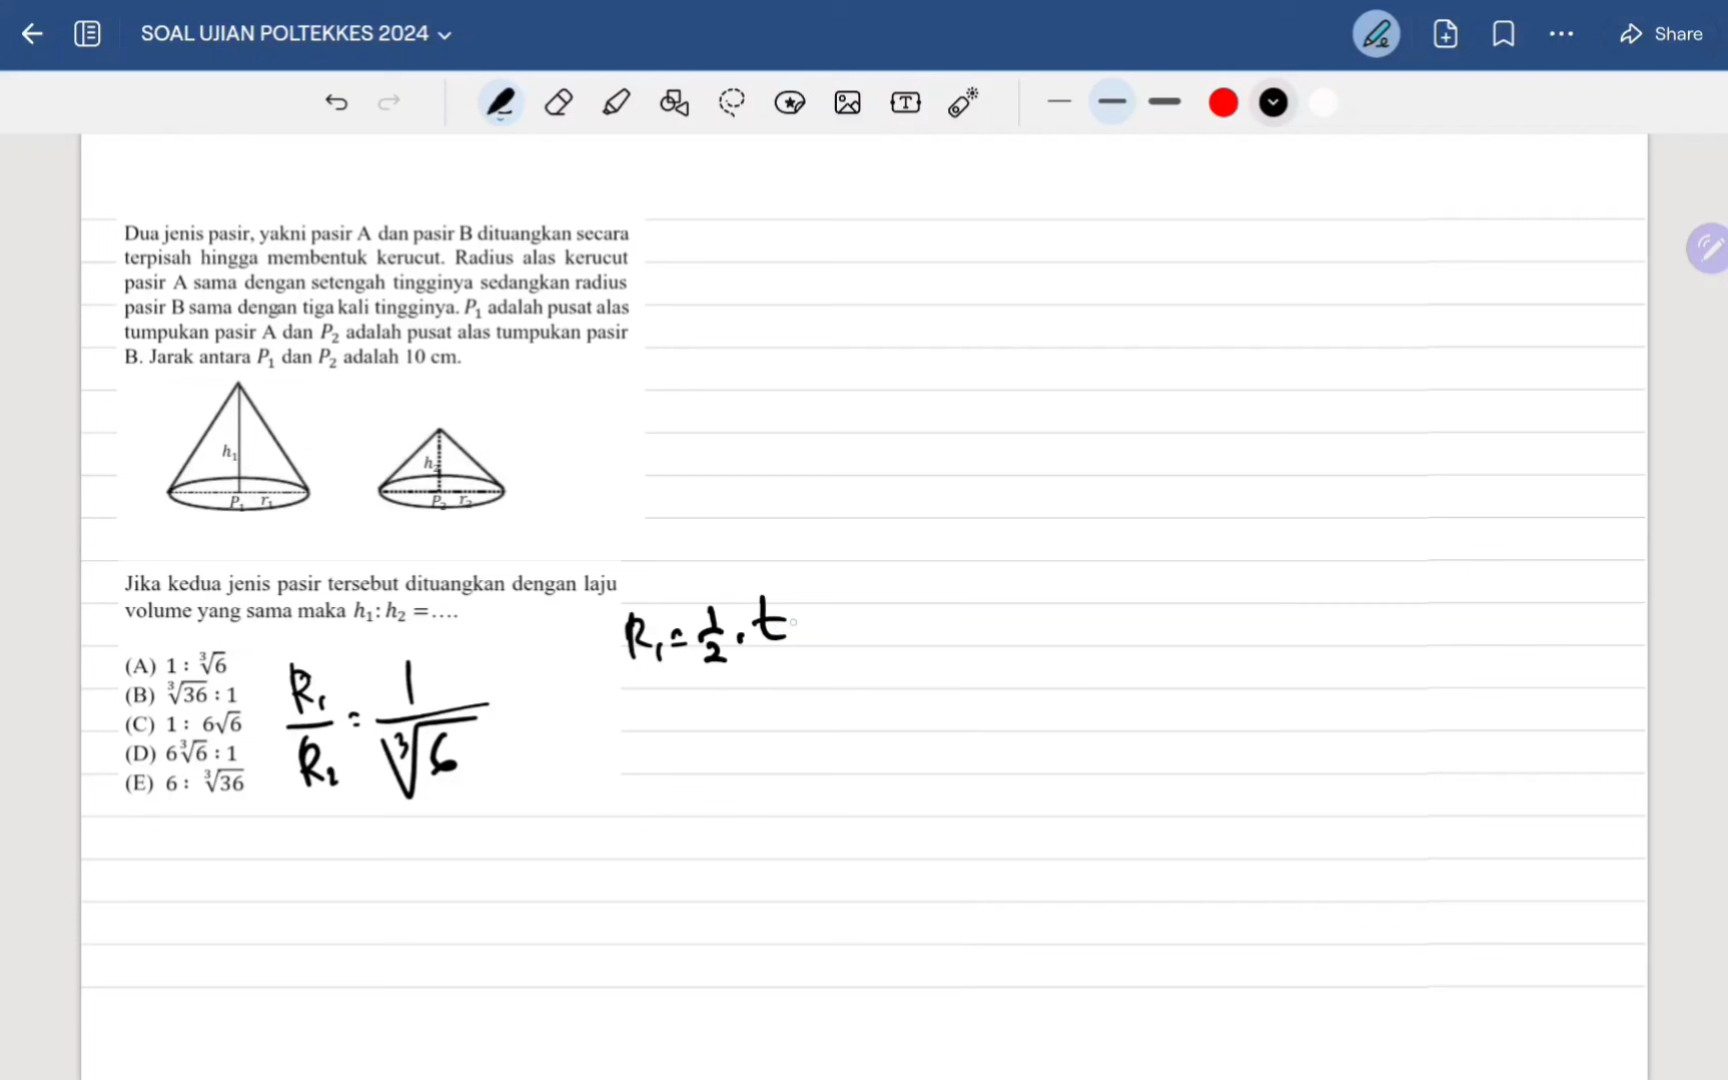 SOAL UJIAN POLTEKKES 2024
Share
Dua jenis pasir, yakni pasir A dan pasir B dituangkan secara
terpisah hingga membentuk kerucut. Radius alas kerucut
pasir A sama dengan setengah tingginya sedangkan radius
pasir B sama dengan tiga kali tingginya. P₁ adalah pusat alas
tumpukan pasir A dan P₂ adalah pusat alas tumpukan pasir
B. Jarak antara P₁ dan P₂ adalah 10 cm.
h₁
h₂
P₁ r₁
P₂ r₂
Jika kedua jenis pasir tersebut dituangkan dengan laju
volume yang sama maka h₁: h₂ =….
R₁ = 1/2 . t
(A) 1 : ∛6
(B) ∛36 : 1
(C) 1 : 6√6
(D) 6∛6 : 1
(E) 6 : ∛36
R₁/R₂ = 1/∛6